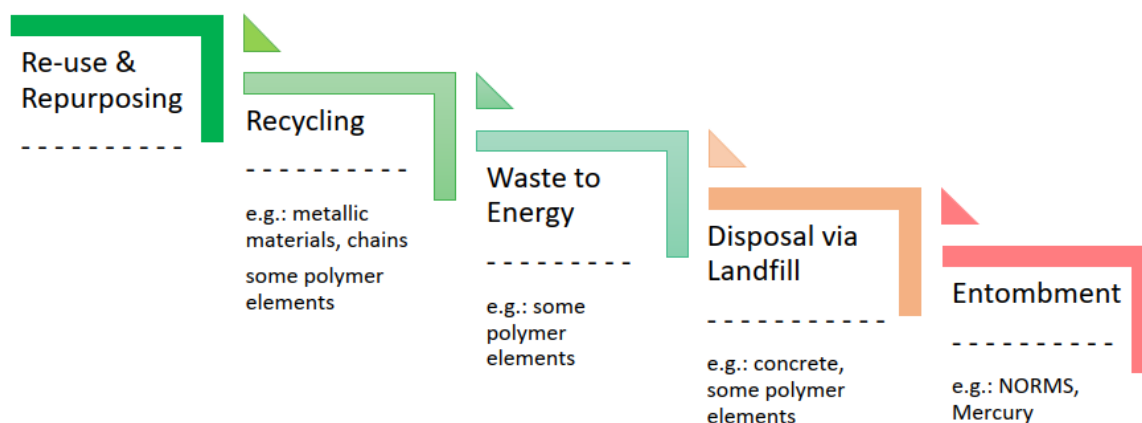 Re-use &
Repurposing
- - - - - - - - - -
Recycling
- - - - - - - - - -
e.g.: metallic
materials, chains
some polymer
elements
Waste to
Energy
- - - - - - - - -
e.g.: some
polymer
elements
Disposal via
Landfill
- - - - - - - - - - -
e.g.: concrete,
some polymer
elements
Entombment
- - - - - - - - - -
e.g.: NORMS,
Mercury